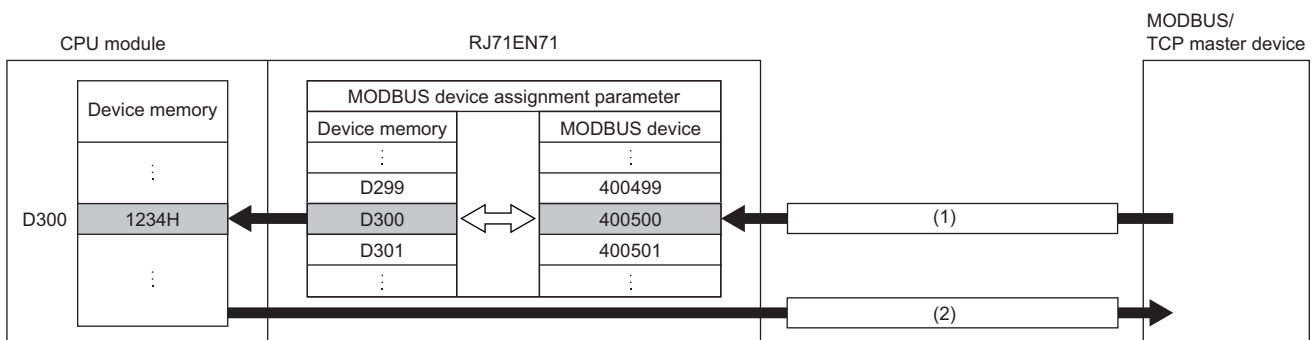 MODBUS/
TCP master device
CPU module
RJ71EN71
Device memory
MODBUS device assignment parameter
Device memory
MODBUS device
⋮
⋮
⋮
D299
400499
D300
1234H
D300
400500
(1)
D301
400501
⋮
⋮
⋮
(2)